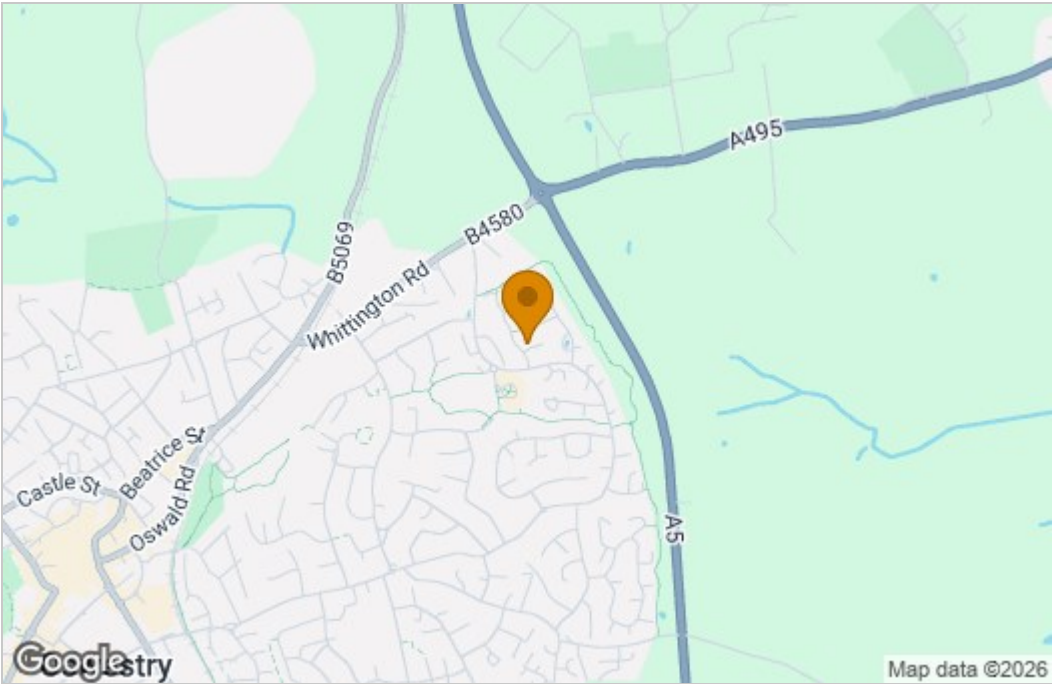 A495
B4580
B5069
Whittington Rd
Beatrice St
Castle St
Oswald Rd
A5
Google
Map data ©2026